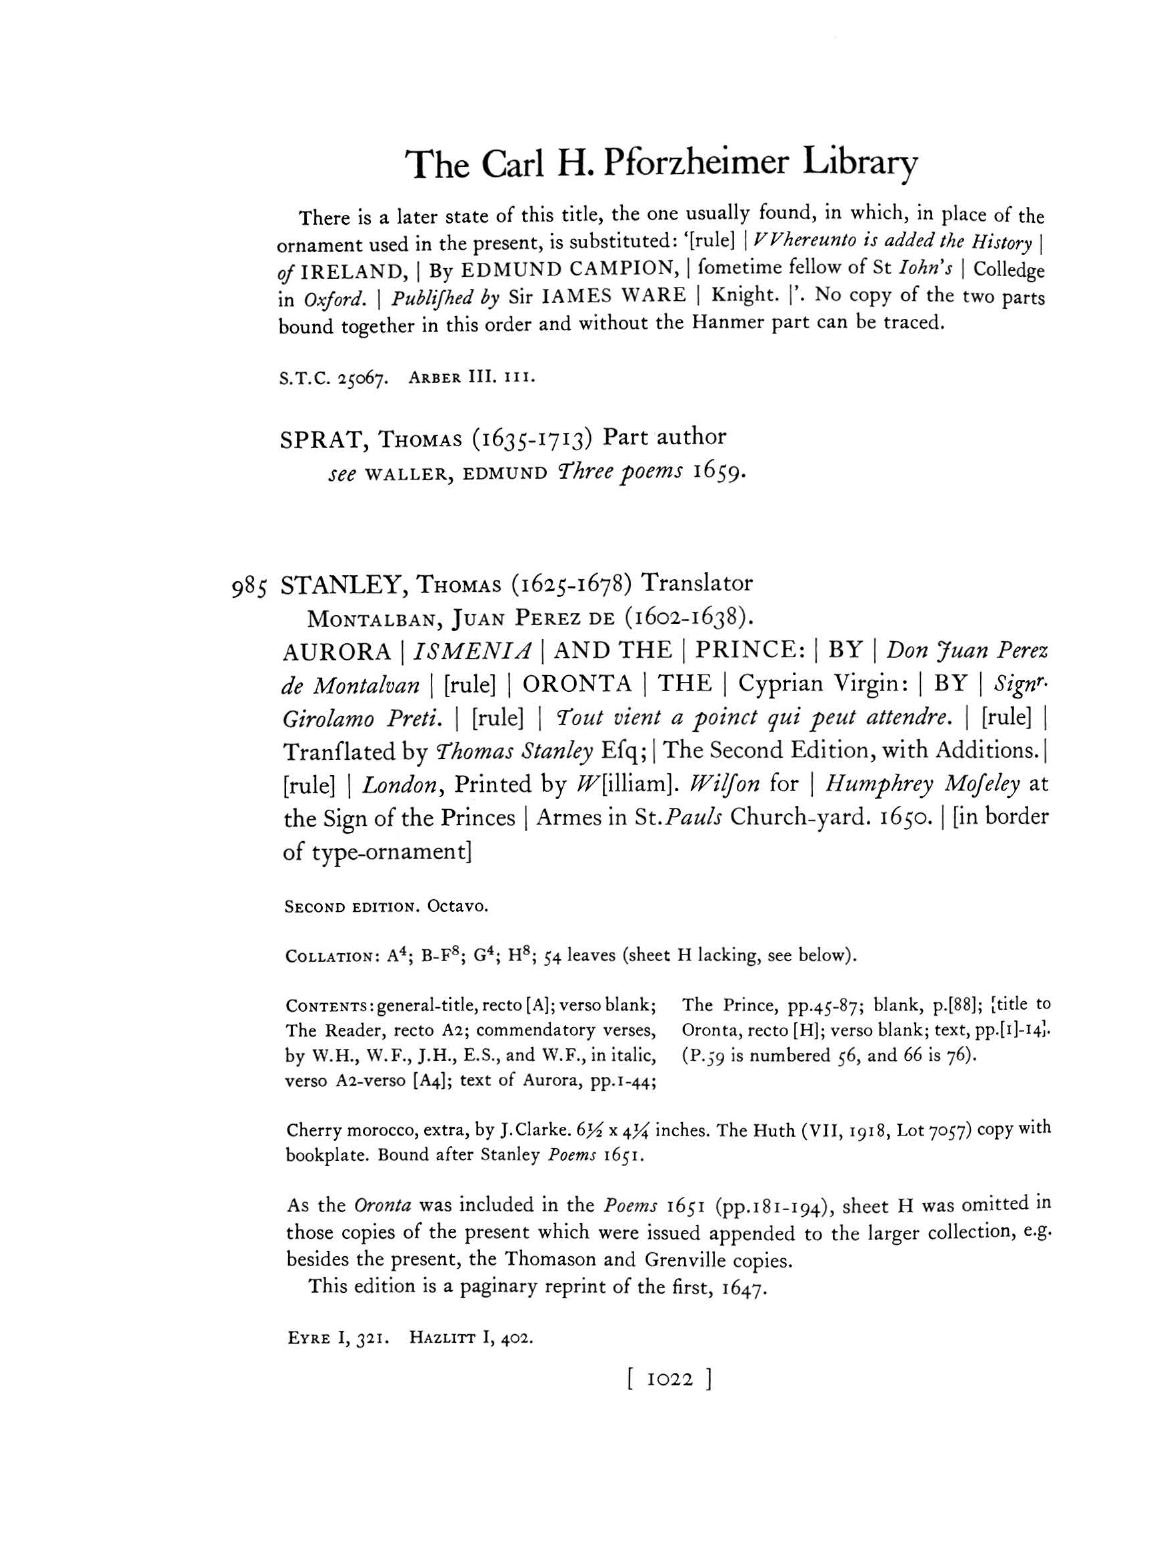 The Carl H. Pforzheimer Library
There is a later state of this title, the one usually found, in which, in place of the
ornament used in the present, is substituted: ‘[rule] | VVhereunto is added the History |
of IRELAND, | By EDMUND CAMPION, | ſometime fellow of St Iohn's | Colledge
in Oxford. | Publiſhed by Sir IAMES WARE | Knight. |’. No copy of the two parts
bound together in this order and without the Hanmer part can be traced.
S.T.C. 25067. ARBER III. 111.
SPRAT, THOMAS (1635-1713) Part author
see WALLER, EDMUND Three poems 1659.
985 STANLEY, THOMAS (1625-1678) Translator
MONTALBAN, JUAN PEREZ DE (1602-1638).
AURORA | ISMENIA | AND THE | PRINCE: | BY | Don Juan Perez
de Montalvan | [rule] | ORONTA | THE | Cyprian Virgin: | BY | Signr.
Girolamo Preti. | [rule] | Tout vient a poinct qui peut attendre. | [rule] |
Tranſlated by Thomas Stanley Eſq; | The Second Edition, with Additions. |
[rule] | London, Printed by W[illiam]. Wilſon for | Humphrey Moſeley at
the Sign of the Princes | Armes in St.Pauls Church-yard. 1650. | [in border
of type-ornament]
SECOND EDITION. Octavo.
COLLATION: A⁴; B-F⁸; G⁴; H⁸; 54 leaves (sheet H lacking, see below).
CONTENTS: general-title, recto [A]; verso blank;
The Reader, recto A2; commendatory verses,
by W.H., W.F., J.H., E.S., and W.F., in italic,
verso A2-verso [A4]; text of Aurora, pp.1-44;
The Prince, pp.45-87; blank, p.[88]; [title to
Oronta, recto [H]; verso blank; text, pp.[1]-14].
(P.59 is numbered 56, and 66 is 76).
Cherry morocco, extra, by J.Clarke. 6½ x 4¼ inches. The Huth (VII, 1918, Lot 7057) copy with
bookplate. Bound after Stanley Poems 1651.
As the Oronta was included in the Poems 1651 (pp.181-194), sheet H was omitted in
those copies of the present which were issued appended to the larger collection, e.g.
besides the present, the Thomason and Grenville copies.
This edition is a paginary reprint of the first, 1647.
EYRE I, 321. HAZLITT I, 402.
[ 1022 ]